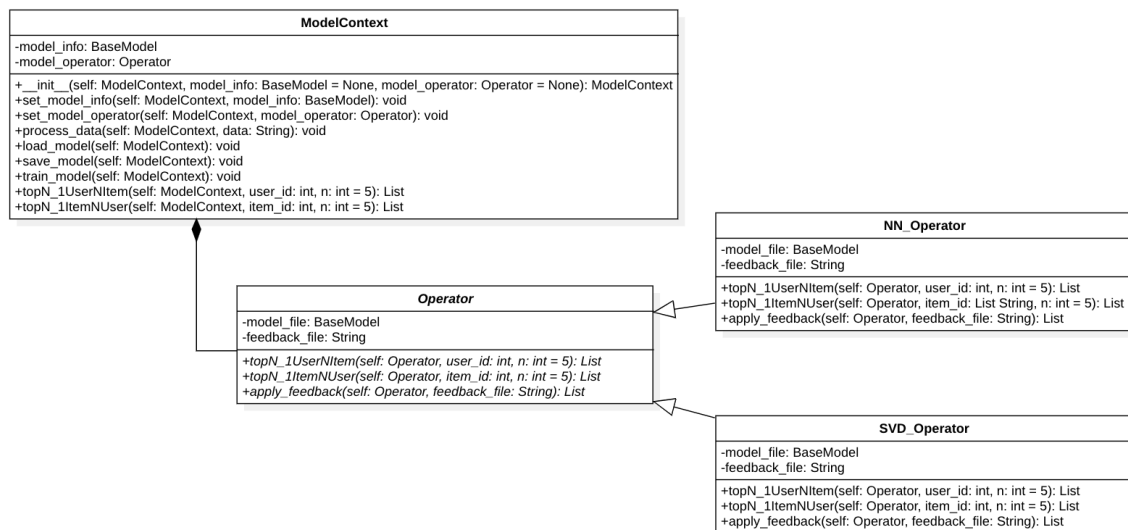 ModelContext
-model_info: BaseModel
-model_operator: Operator
+__init__(self: ModelContext, model_info: BaseModel = None, model_operator: Operator = None): ModelContext
+set_model_info(self: ModelContext, model_info: BaseModel): void
+set_model_operator(self: ModelContext, model_operator: Operator): void
+process_data(self: ModelContext, data: String): void
+load_model(self: ModelContext): void
+save_model(self: ModelContext): void
+train_model(self: ModelContext): void
+topN_1UserNItem(self: ModelContext, user_id: int, n: int = 5): List
+topN_1ItemNUser(self: ModelContext, item_id: int, n: int = 5): List
Operator
-model_file: BaseModel
-feedback_file: String
+topN_1UserNItem(self: Operator, user_id: int, n: int = 5): List
+topN_1ItemNUser(self: Operator, item_id: int, n: int = 5): List
+apply_feedback(self: Operator, feedback_file: String): List
NN_Operator
-model_file: BaseModel
-feedback_file: String
+topN_1UserNItem(self: Operator, user_id: int, n: int = 5): List
+topN_1ItemNUser(self: Operator, item_id: List String, n: int = 5): List
+apply_feedback(self: Operator, feedback_file: String): List
SVD_Operator
-model_file: BaseModel
-feedback_file: String
+topN_1UserNItem(self: Operator, user_id: int, n: int = 5): List
+topN_1ItemNUser(self: Operator, item_id: int, n: int = 5): List
+apply_feedback(self: Operator, feedback_file: String): List